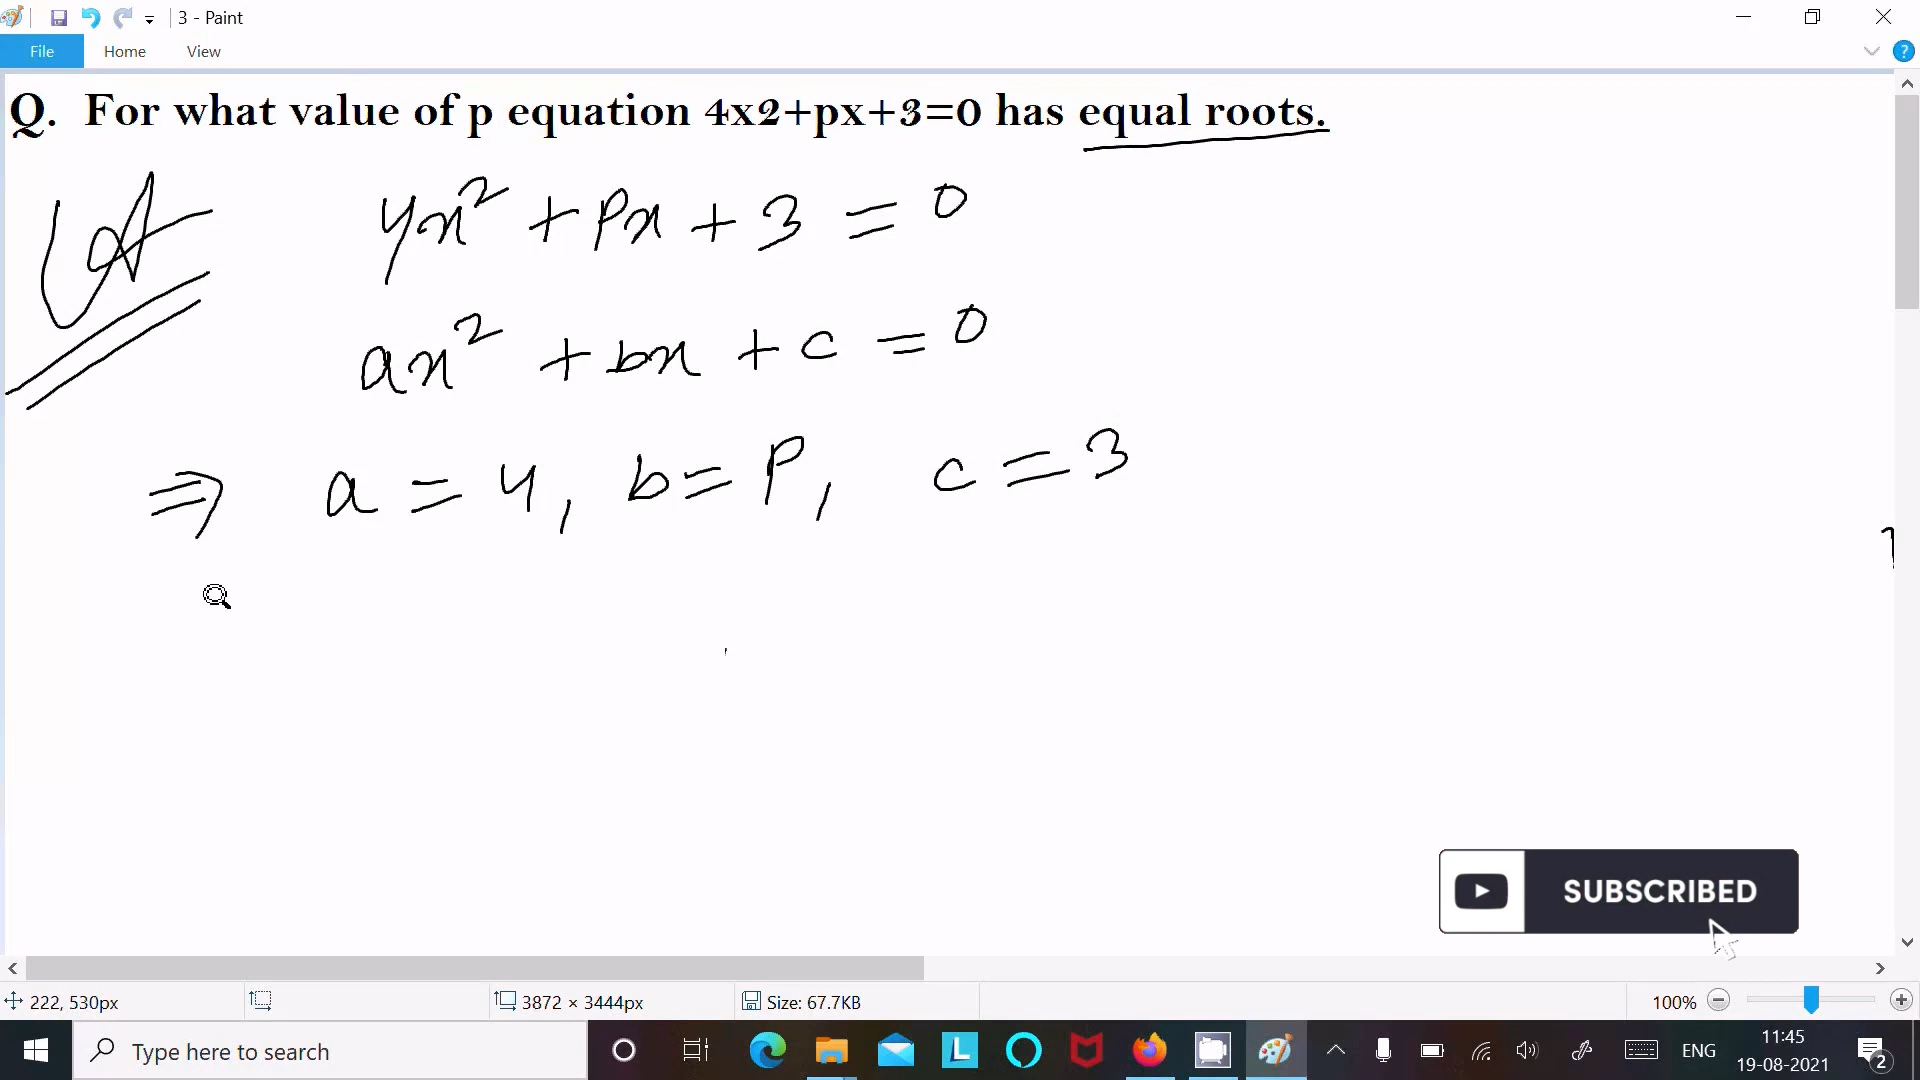 3 - Paint
File Home View
Q. For what value of p equation 4x2+px+3=0 has equal roots.
4x² + px + 3 = 0
ax² + bx + c = 0
⇒ a = 4, b = P, c = 3
SUBSCRIBED
222, 530px 3872 × 3444px Size: 67.7KB 100%
Type here to search
ENG
11:45
19-08-2021
2